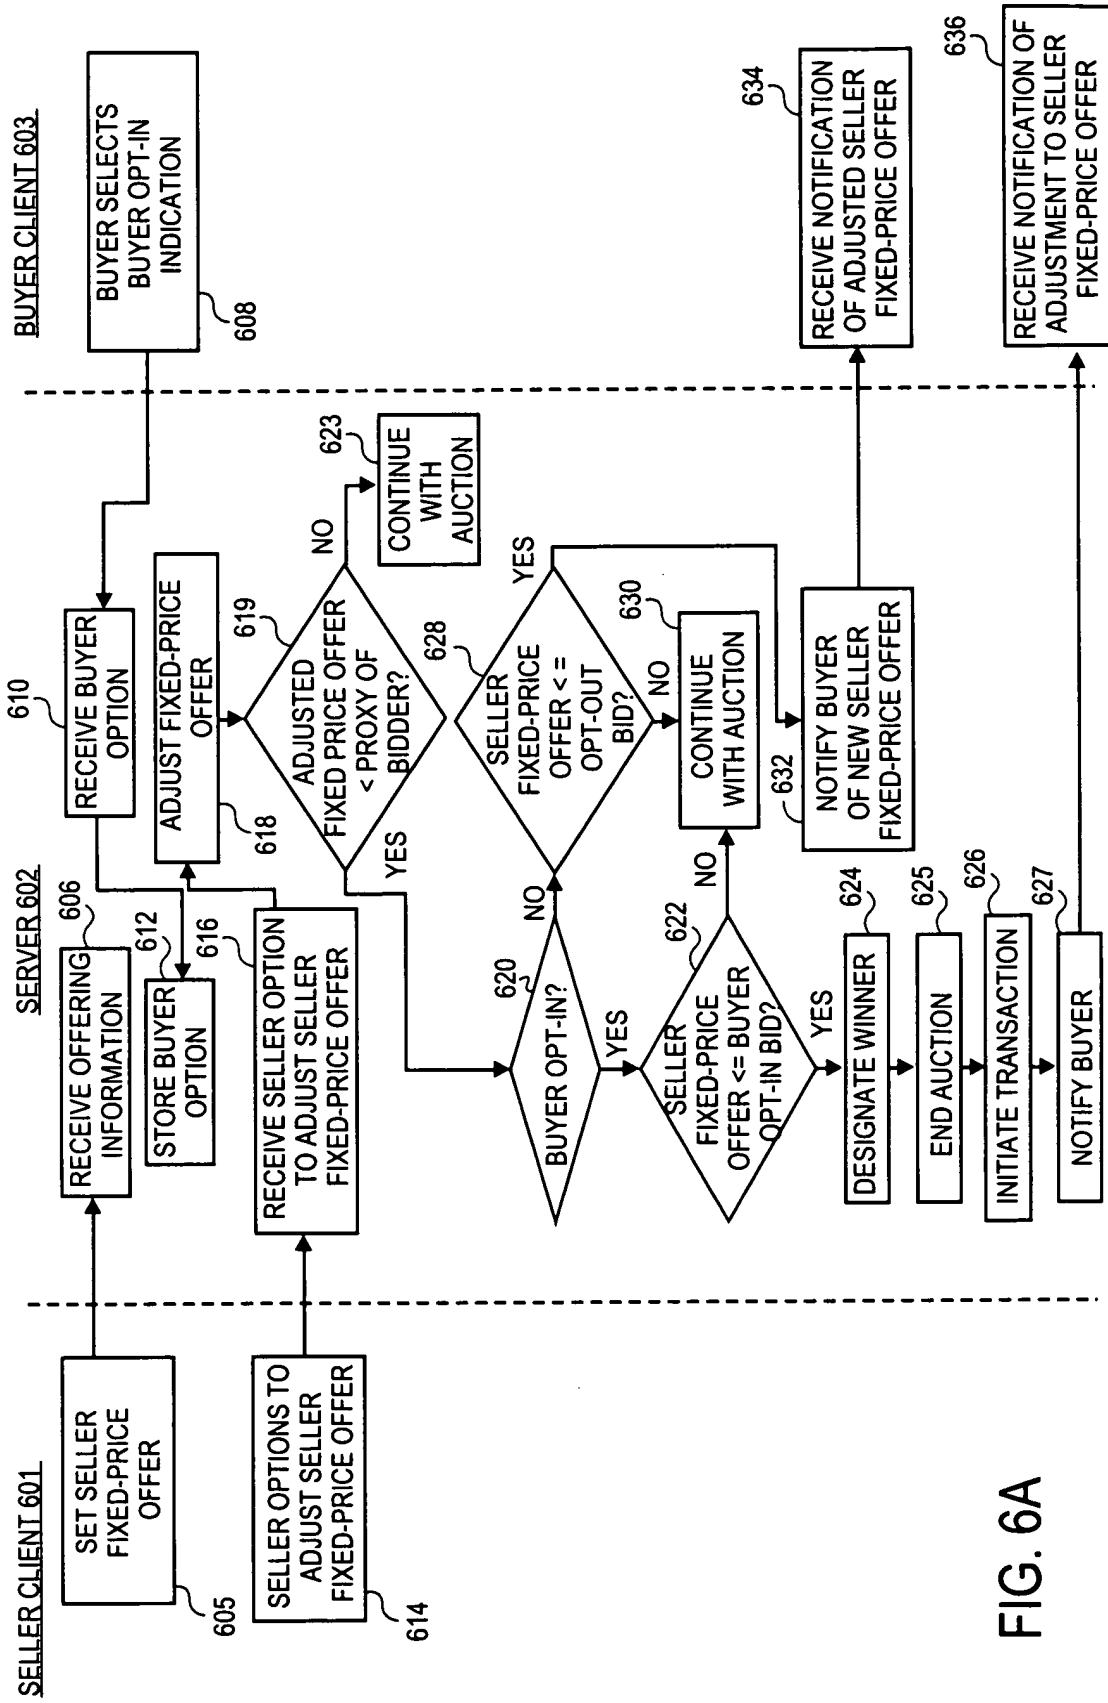 SELLER CLIENT 601
SERVER 602
BUYER CLIENT 603
SET SELLER
FIXED-PRICE
OFFER
605
RECEIVE OFFERING
INFORMATION
606
BUYER SELECTS
BUYER OPT-IN
INDICATION
608
RECEIVE BUYER
OPTION
610
STORE BUYER
OPTION
612
SELLER OPTIONS TO
ADJUST SELLER
FIXED-PRICE OFFER
614
RECEIVE SELLER OPTION
TO ADJUST SELLER
FIXED-PRICE OFFER
616
ADJUST FIXED-PRICE
OFFER
618
ADJUSTED
FIXED PRICE OFFER
< PROXY OF
BIDDER?
619
NO
YES
CONTINUE
WITH
AUCTION
623
BUYER OPT-IN?
620
NO
YES
SELLER
FIXED-PRICE
OFFER < =
OPT-OUT
BID?
628
YES
NO
SELLER
FIXED-PRICE
OFFER <= BUYER
OPT-IN BID?
622
NO
YES
CONTINUE
WITH AUCTION
630
NOTIFY BUYER
OF NEW SELLER
FIXED-PRICE OFFER
632
RECEIVE NOTIFICATION
OF ADJUSTED SELLER
FIXED-PRICE OFFER
634
DESIGNATE WINNER
624
END AUCTION
625
INITIATE TRANSACTION
626
NOTIFY BUYER
627
RECEIVE NOTIFICATION OF
ADJUSTMENT TO SELLER
FIXED-PRICE OFFER
636
FIG. 6A